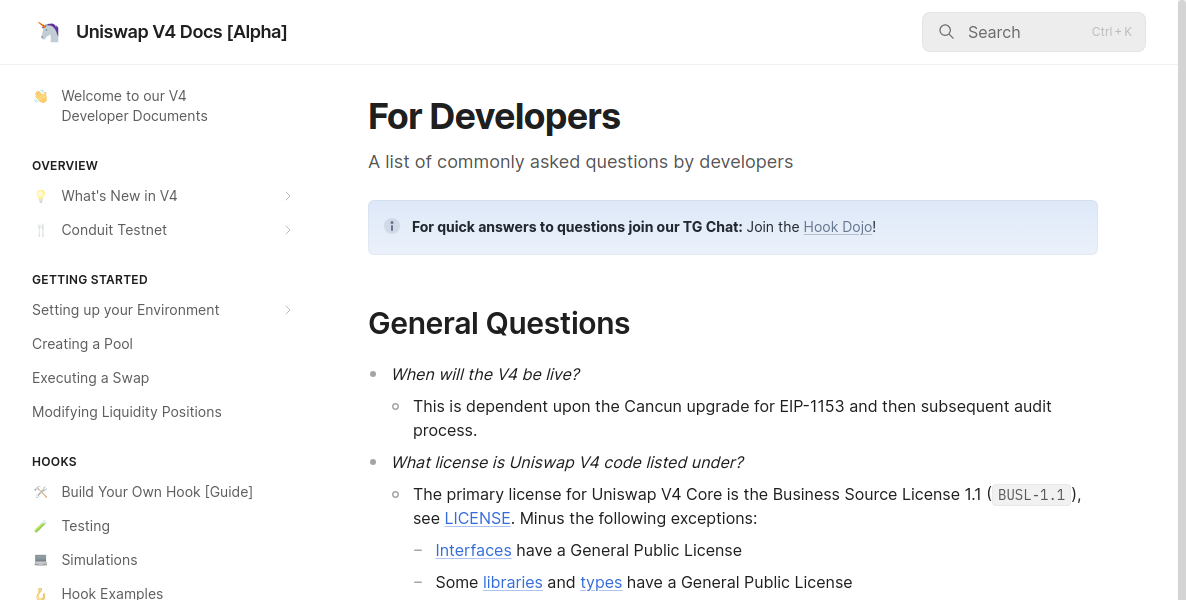 Uniswap V4 Docs [Alpha]
Search
Ctrl + K
Welcome to our V4
Developer Documents
OVERVIEW
What's New in V4
Conduit Testnet
GETTING STARTED
Setting up your Environment
Creating a Pool
Executing a Swap
Modifying Liquidity Positions
HOOKS
Build Your Own Hook [Guide]
Testing
Simulations
Hook Examples
For Developers
A list of commonly asked questions by developers
For quick answers to questions join our TG Chat: Join the Hook Dojo!
General Questions
When will the V4 be live?
This is dependent upon the Cancun upgrade for EIP-1153 and then subsequent audit
process.
What license is Uniswap V4 code listed under?
The primary license for Uniswap V4 Core is the Business Source License 1.1 (BUSL-1.1),
see LICENSE. Minus the following exceptions:
Interfaces have a General Public License
Some libraries and types have a General Public License